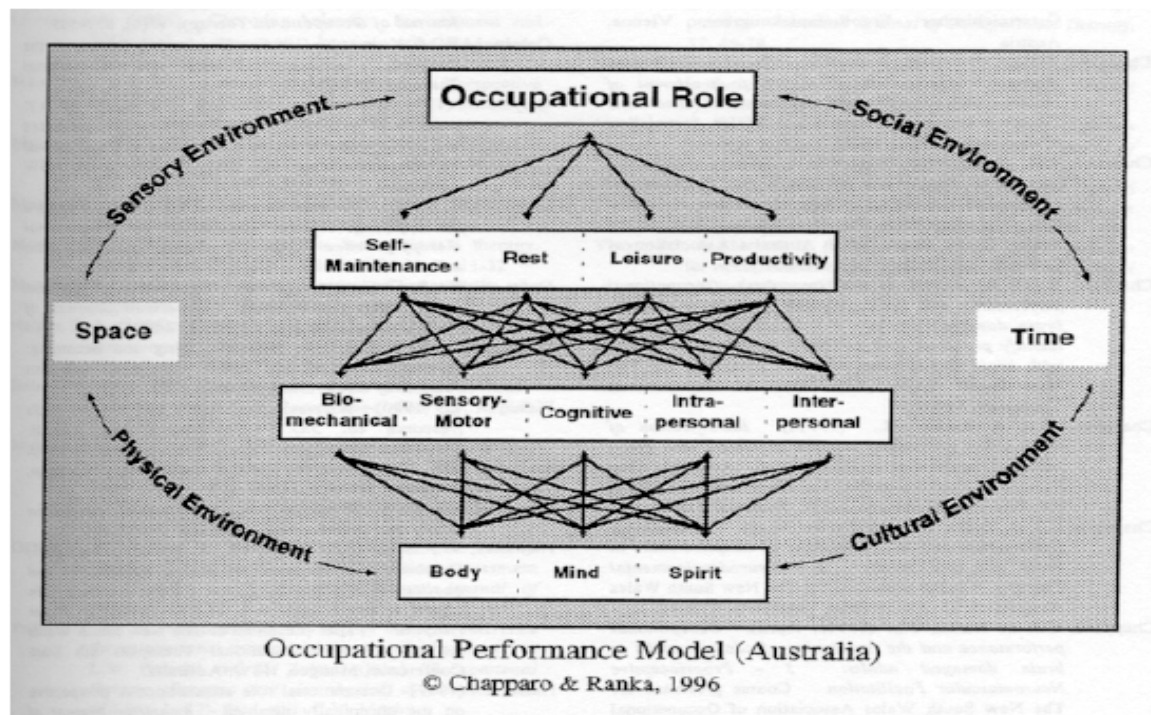 Occupational Role
Sensory Environment
Social Environment
Self-
Maintenance
Rest
Leisure
Productivity
Space
Time
Bio-
mechanical
Sensory-
Motor
Cognitive
Intra-
personal
Inter-
personal
Physical Environment
Cultural Environment
Body
Mind
Spirit
Occupational Performance Model (Australia)
© Chapparo & Ranka, 1996